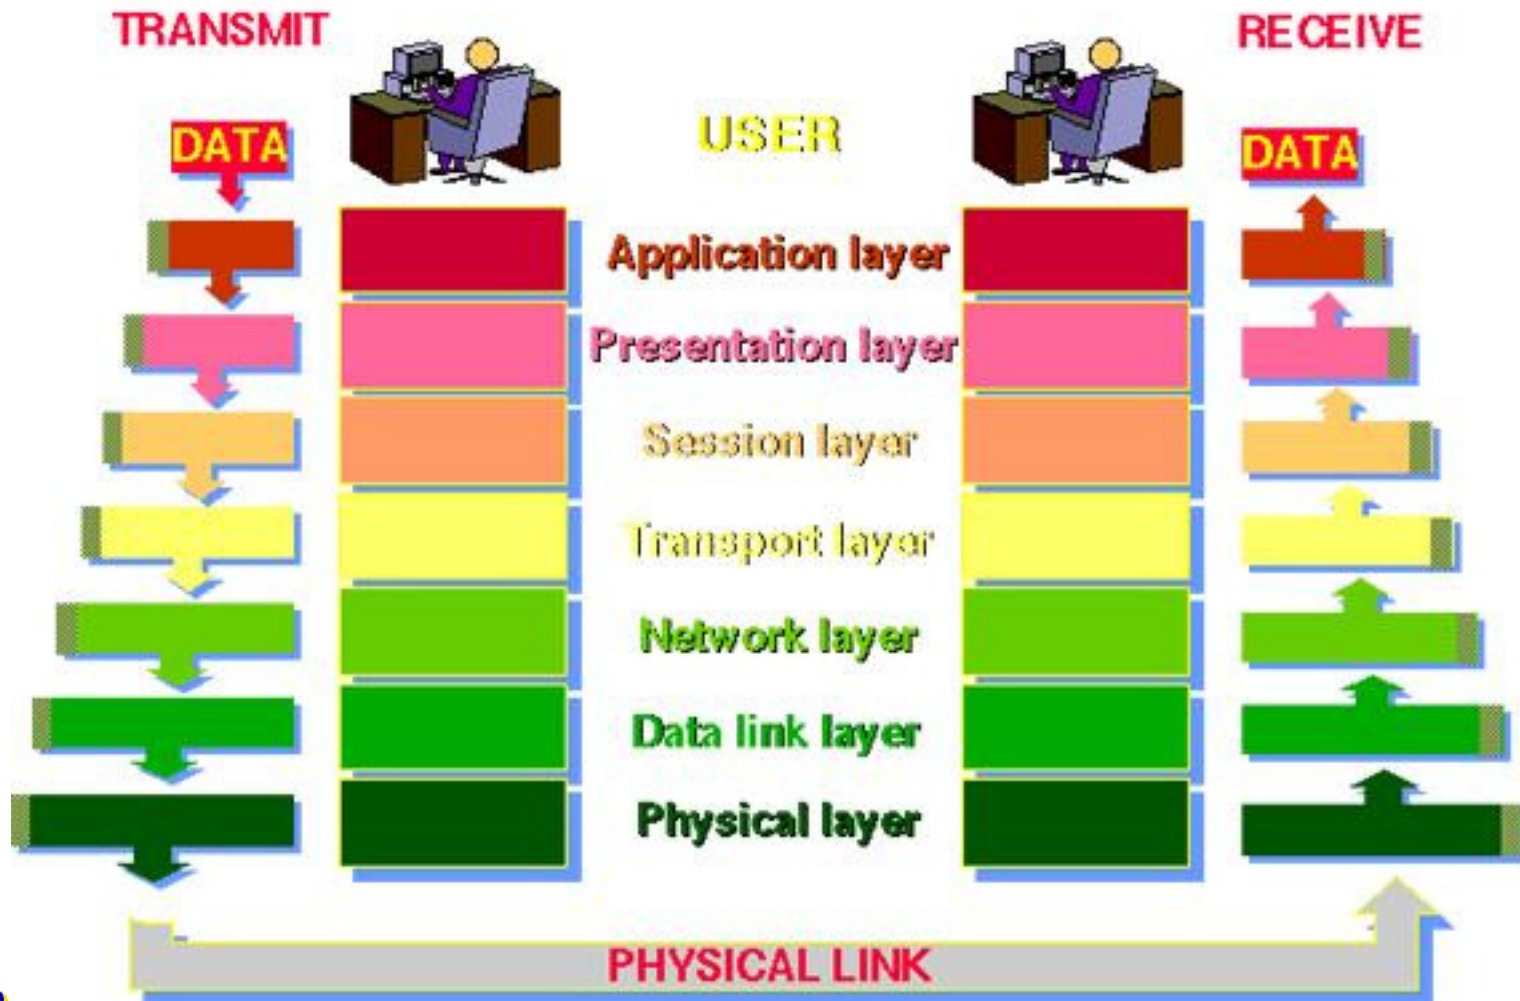 TRANSMIT
RECEIVE
DATA
USER
DATA
Application layer
Presentation layer
Session layer
Transport layer
Network layer
Data link layer
Physical layer
PHYSICAL LINK